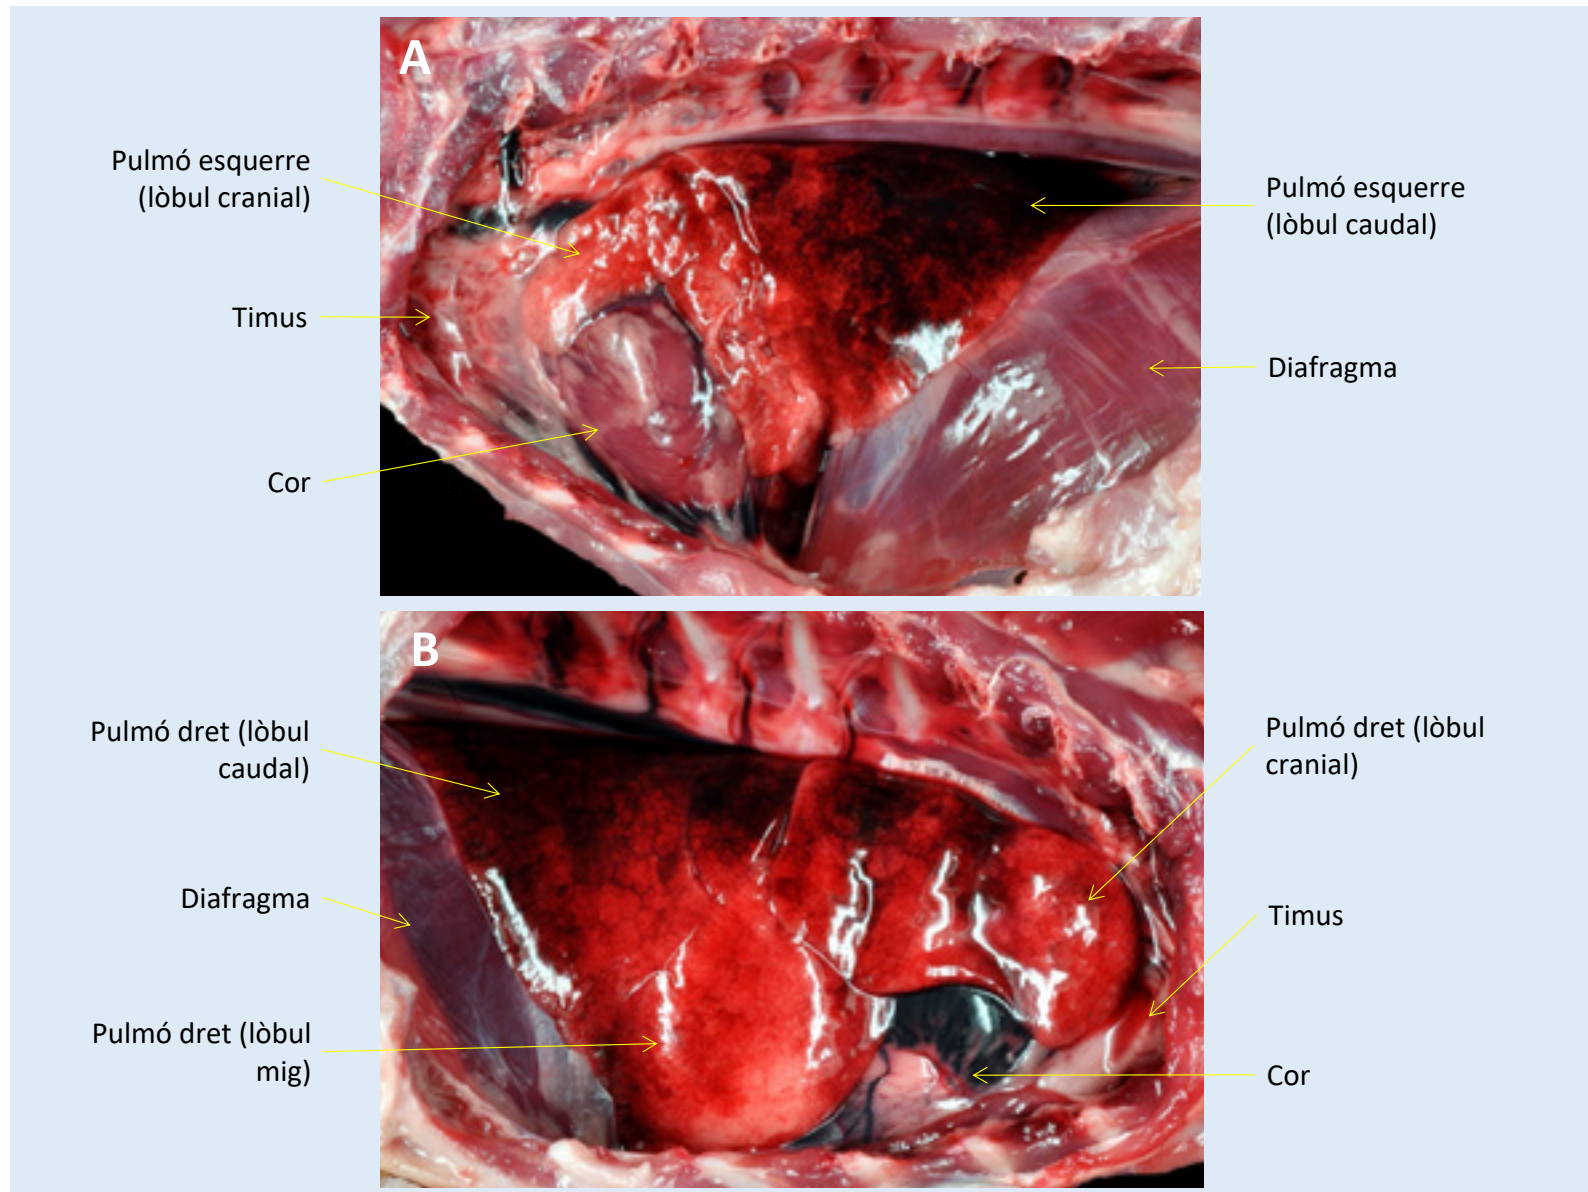 A
Pulmó esquerre
(lòbul cranial)
Timus
Cor
Pulmó esquerre
(lòbul caudal)
Diafragma
B
Pulmó dret (lòbul
caudal)
Diafragma
Pulmó dret (lòbul
mig)
Pulmó dret (lòbul
cranial)
Timus
Cor